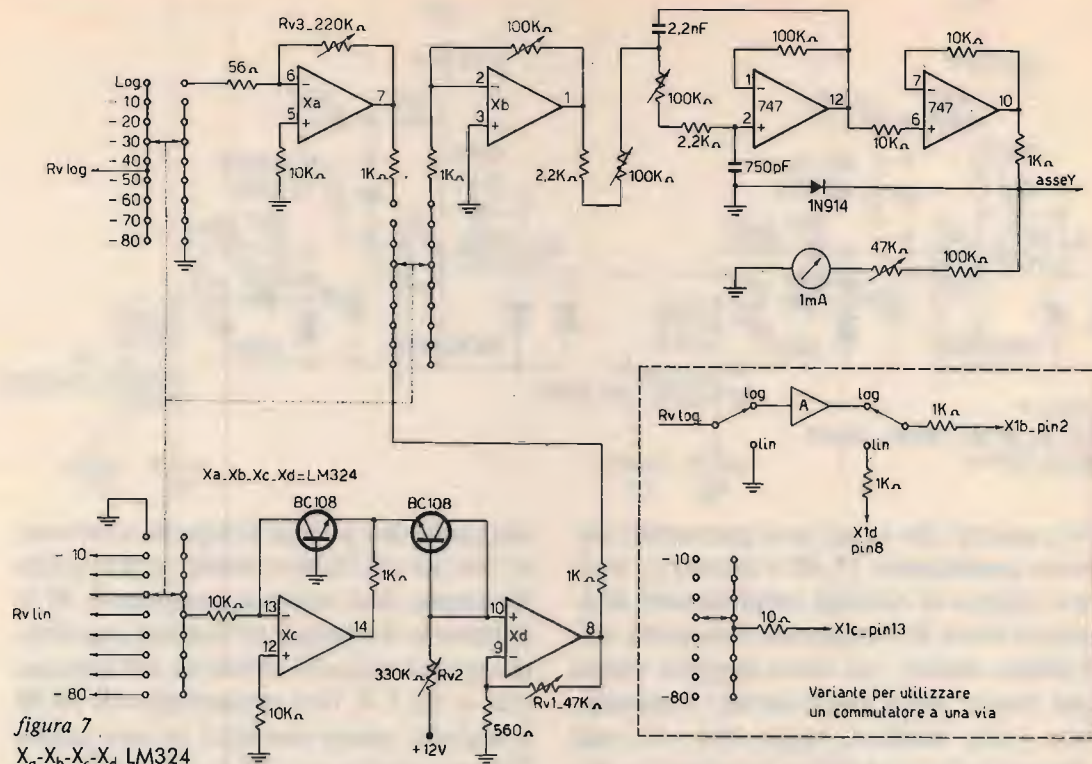 Rv3_220KΩ
56Ω
6
-
Xa
5
+
7
10KΩ
1KΩ
Log
- 10
- 20
- 30
- 40
Rv log
- 50
- 60
- 70
- 80
100KΩ
2
-
Xb
3
+
1
1KΩ
2,2KΩ
100KΩ
2,2nF
100KΩ
2,2KΩ
750pF
100KΩ
1
-
747
2
+
12
10KΩ
10KΩ
7
-
747
6
+
10
1KΩ
asseY
1N914
47KΩ
100KΩ
1mA
Xa_Xb_Xc_Xd=LM324
- 10
Rv lin
- 80
10KΩ
BC108
13
-
Xc
12
+
14
10KΩ
1KΩ
BC108
330KΩ
Rv2
+12V
10
+
Xd
9
-
8
1KΩ
Rv1_47KΩ
560Ω
log
A
log
Rv log
1KΩ
X1b_pin2
lin
lin
1KΩ
X1d
pin8
-10
10Ω
X1c_pin13
-80
Variante per utilizzare
un commutatore a una via
figura 7
Xa-Xb-Xc-Xd LM324